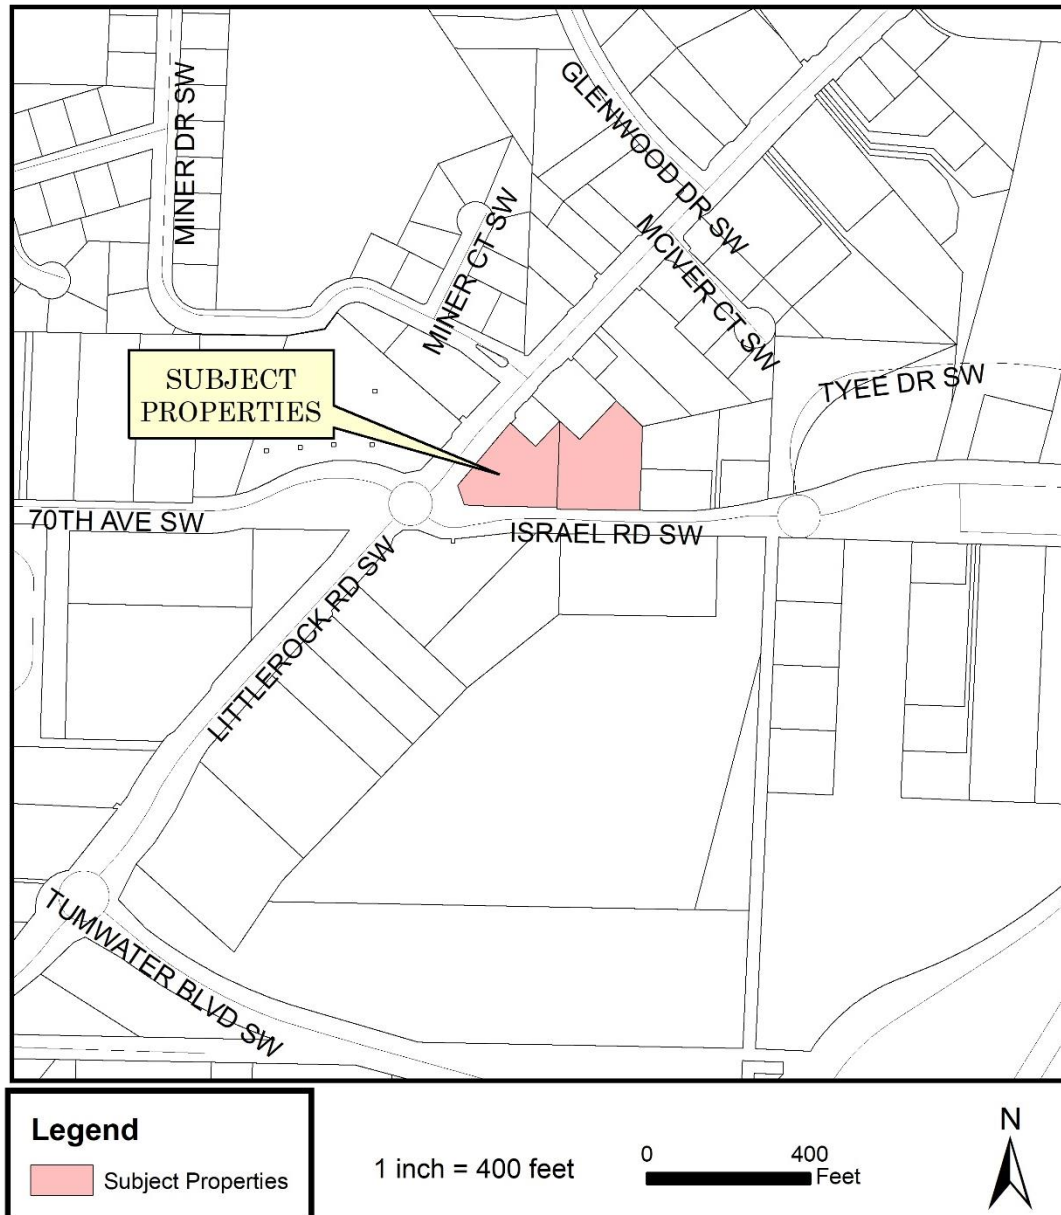 GLENWOOD DR SW
MINER DR SW
MCIVER CT SW
MINER CT SW
SUBJECT
PROPERTIES
TYEE DR SW
70TH AVE SW
ISRAEL RD SW
LITTLEROCK RD SW
TUMWATER BLVD SW
Legend
Subject Properties
1 inch = 400 feet
0 400
Feet
N